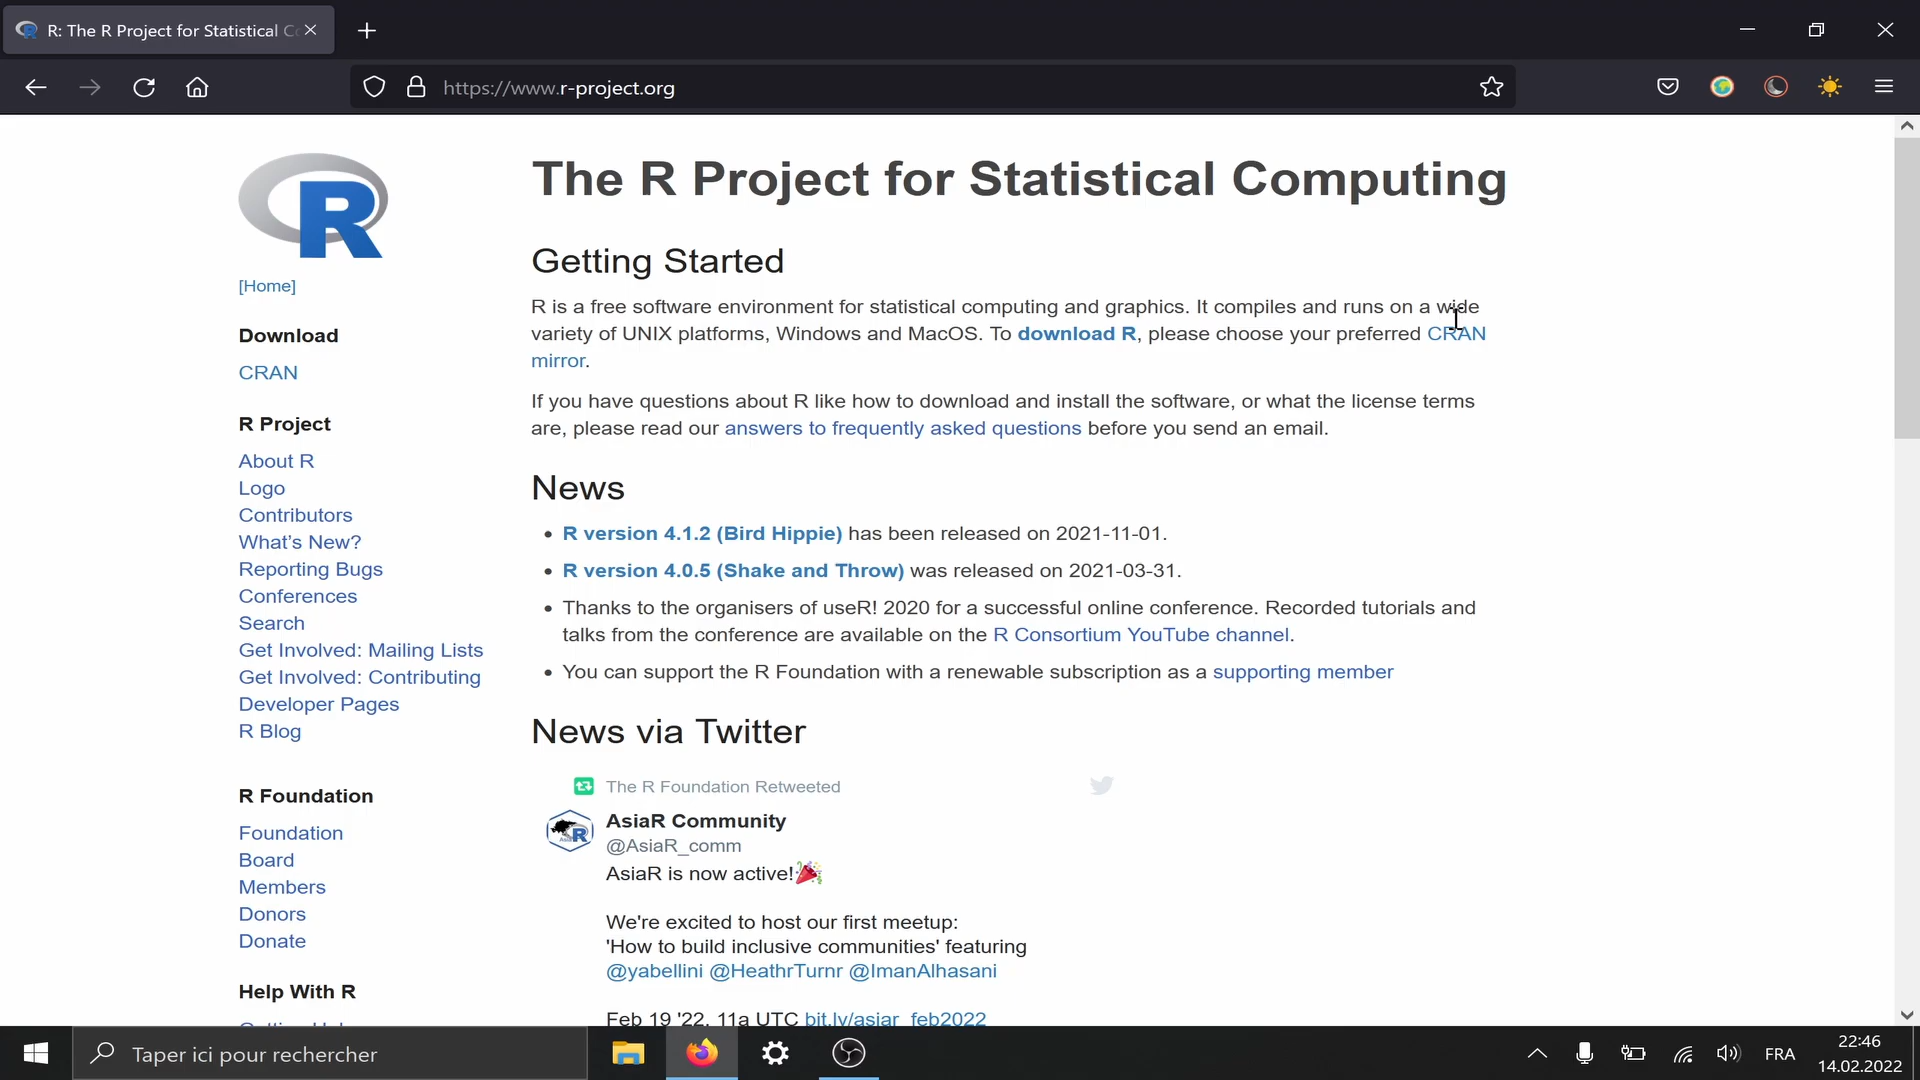 R: The R Project for Statistical Co
https://www.r-project.org
R
[Home]
Download
CRAN
R Project
About R
Logo
Contributors
What's New?
Reporting Bugs
Conferences
Search
Get Involved: Mailing Lists
Get Involved: Contributing
Developer Pages
R Blog
R Foundation
Foundation
Board
Members
Donors
Donate
Help With R
The R Project for Statistical Computing
Getting Started
R is a free software environment for statistical computing and graphics. It compiles and runs on a wide
variety of UNIX platforms, Windows and MacOS. To download R, please choose your preferred CRAN
mirror.
If you have questions about R like how to download and install the software, or what the license terms
are, please read our answers to frequently asked questions before you send an email.
News
• R version 4.1.2 (Bird Hippie) has been released on 2021-11-01.
• R version 4.0.5 (Shake and Throw) was released on 2021-03-31.
• Thanks to the organisers of useR! 2020 for a successful online conference. Recorded tutorials and
talks from the conference are available on the R Consortium YouTube channel.
• You can support the R Foundation with a renewable subscription as a supporting member
News via Twitter
The R Foundation Retweeted
AsiaR Community
@AsiaR_comm
AsiaR is now active!🎉
We're excited to host our first meetup:
'How to build inclusive communities' featuring
@yabellini @HeathrTurnr @ImanAlhasani
Feb 19 '22, 11a UTC bit.ly/asiar_feb2022
Taper ici pour rechercher
FRA
22:46
14.02.2022